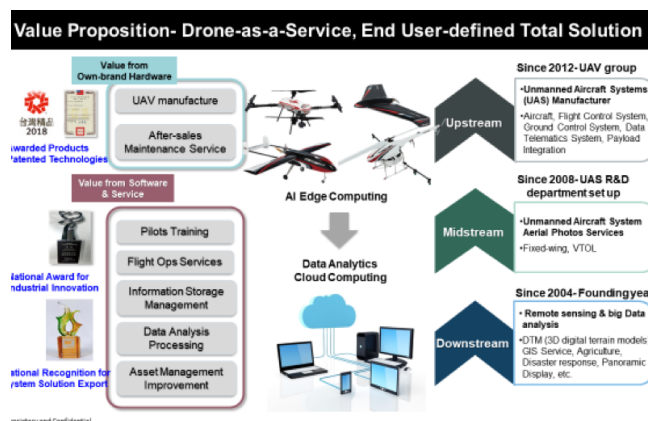 Value Proposition- Drone-as-a-Service, End User-defined Total Solution
Value from
Own-brand Hardware
台灣精品
2018
Awarded Products
Patented Technologies
UAV manufacture
After-sales
Maintenance Service
Value from Software
& Service
National Award for
Industrial Innovation
National Recognition for
System Solution Export
Pilots Training
Flight Ops Services
Information Storage
Management
Data Analysis
Processing
Asset Management
Improvement
AI Edge Computing
Data Analytics
Cloud Computing
Since 2012-UAV group
Upstream
•Unmanned Aircraft Systems
(UAS) Manufacturer
•Aircraft, Flight Control System,
Ground Control System, Data
Telematics System, Payload
Integration
Since 2008-UAS R&D
department set up
Midstream
•Unmanned Aircraft System
Aerial Photos Services
•Fixed-wing, VTOL
Since 2004-Founding yea
Downstream
• Remote sensing & big Data
analysis
•DTM (3D digital terrain models)
GIS Service, Agriculture,
Disaster response, Panoramic
Display, etc.